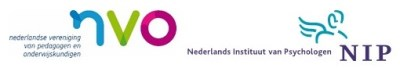 nvo
nederlandse vereniging
van pedagogen en
onderwijskundigen
Nederlands Instituut van Psychologen NIP